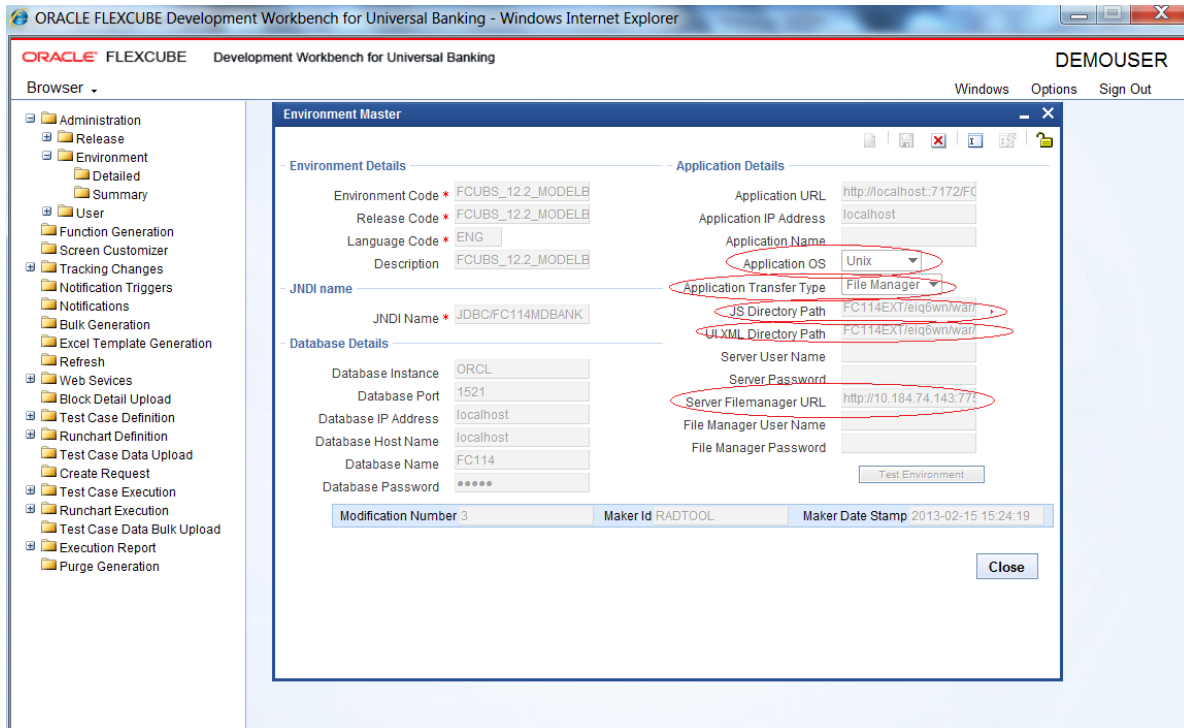 ORACLE FLEXCUBE Development Workbench for Universal Banking - Windows Internet Explorer
ORACLE FLEXCUBE Development Workbench for Universal Banking
DEMOUSER
Browser
Windows Options Sign Out
Administration
Release
Environment
Detailed
Summary
User
Function Generation
Screen Customizer
Tracking Changes
Notification Triggers
Notifications
Bulk Generation
Excel Template Generation
Refresh
Web Sevices
Block Detail Upload
Test Case Definition
Runchart Definition
Test Case Data Upload
Create Request
Test Case Execution
Runchart Execution
Test Case Data Bulk Upload
Execution Report
Purge Generation
Environment Master
Environment Details
Environment Code * FCUBS_12.2_MODELB
Release Code * FCUBS_12.2_MODELB
Language Code * ENG
Description FCUBS_12.2_MODELB
JNDI name
JNDI Name * JDBC/FC114MDBANK
Database Details
Database Instance ORCL
Database Port 1521
Database IP Address localhost
Database Host Name localhost
Database Name FC114
Database Password •••••
Application Details
Application URL http://localhost::7172/FC
Application IP Address localhost
Application Name
Application OS Unix
Application Transfer Type File Manager
JS Directory Path FC114EXT/eiq6wn/war/
UIXML Directory Path FC114EXT/eiq6wn/war/
Server User Name
Server Password
Server Filemanager URL http://10.184.74.143:775
File Manager User Name
File Manager Password
Test Environment
Modification Number 3 Maker Id RADTOOL Maker Date Stamp 2013-02-15 15:24:19
Close